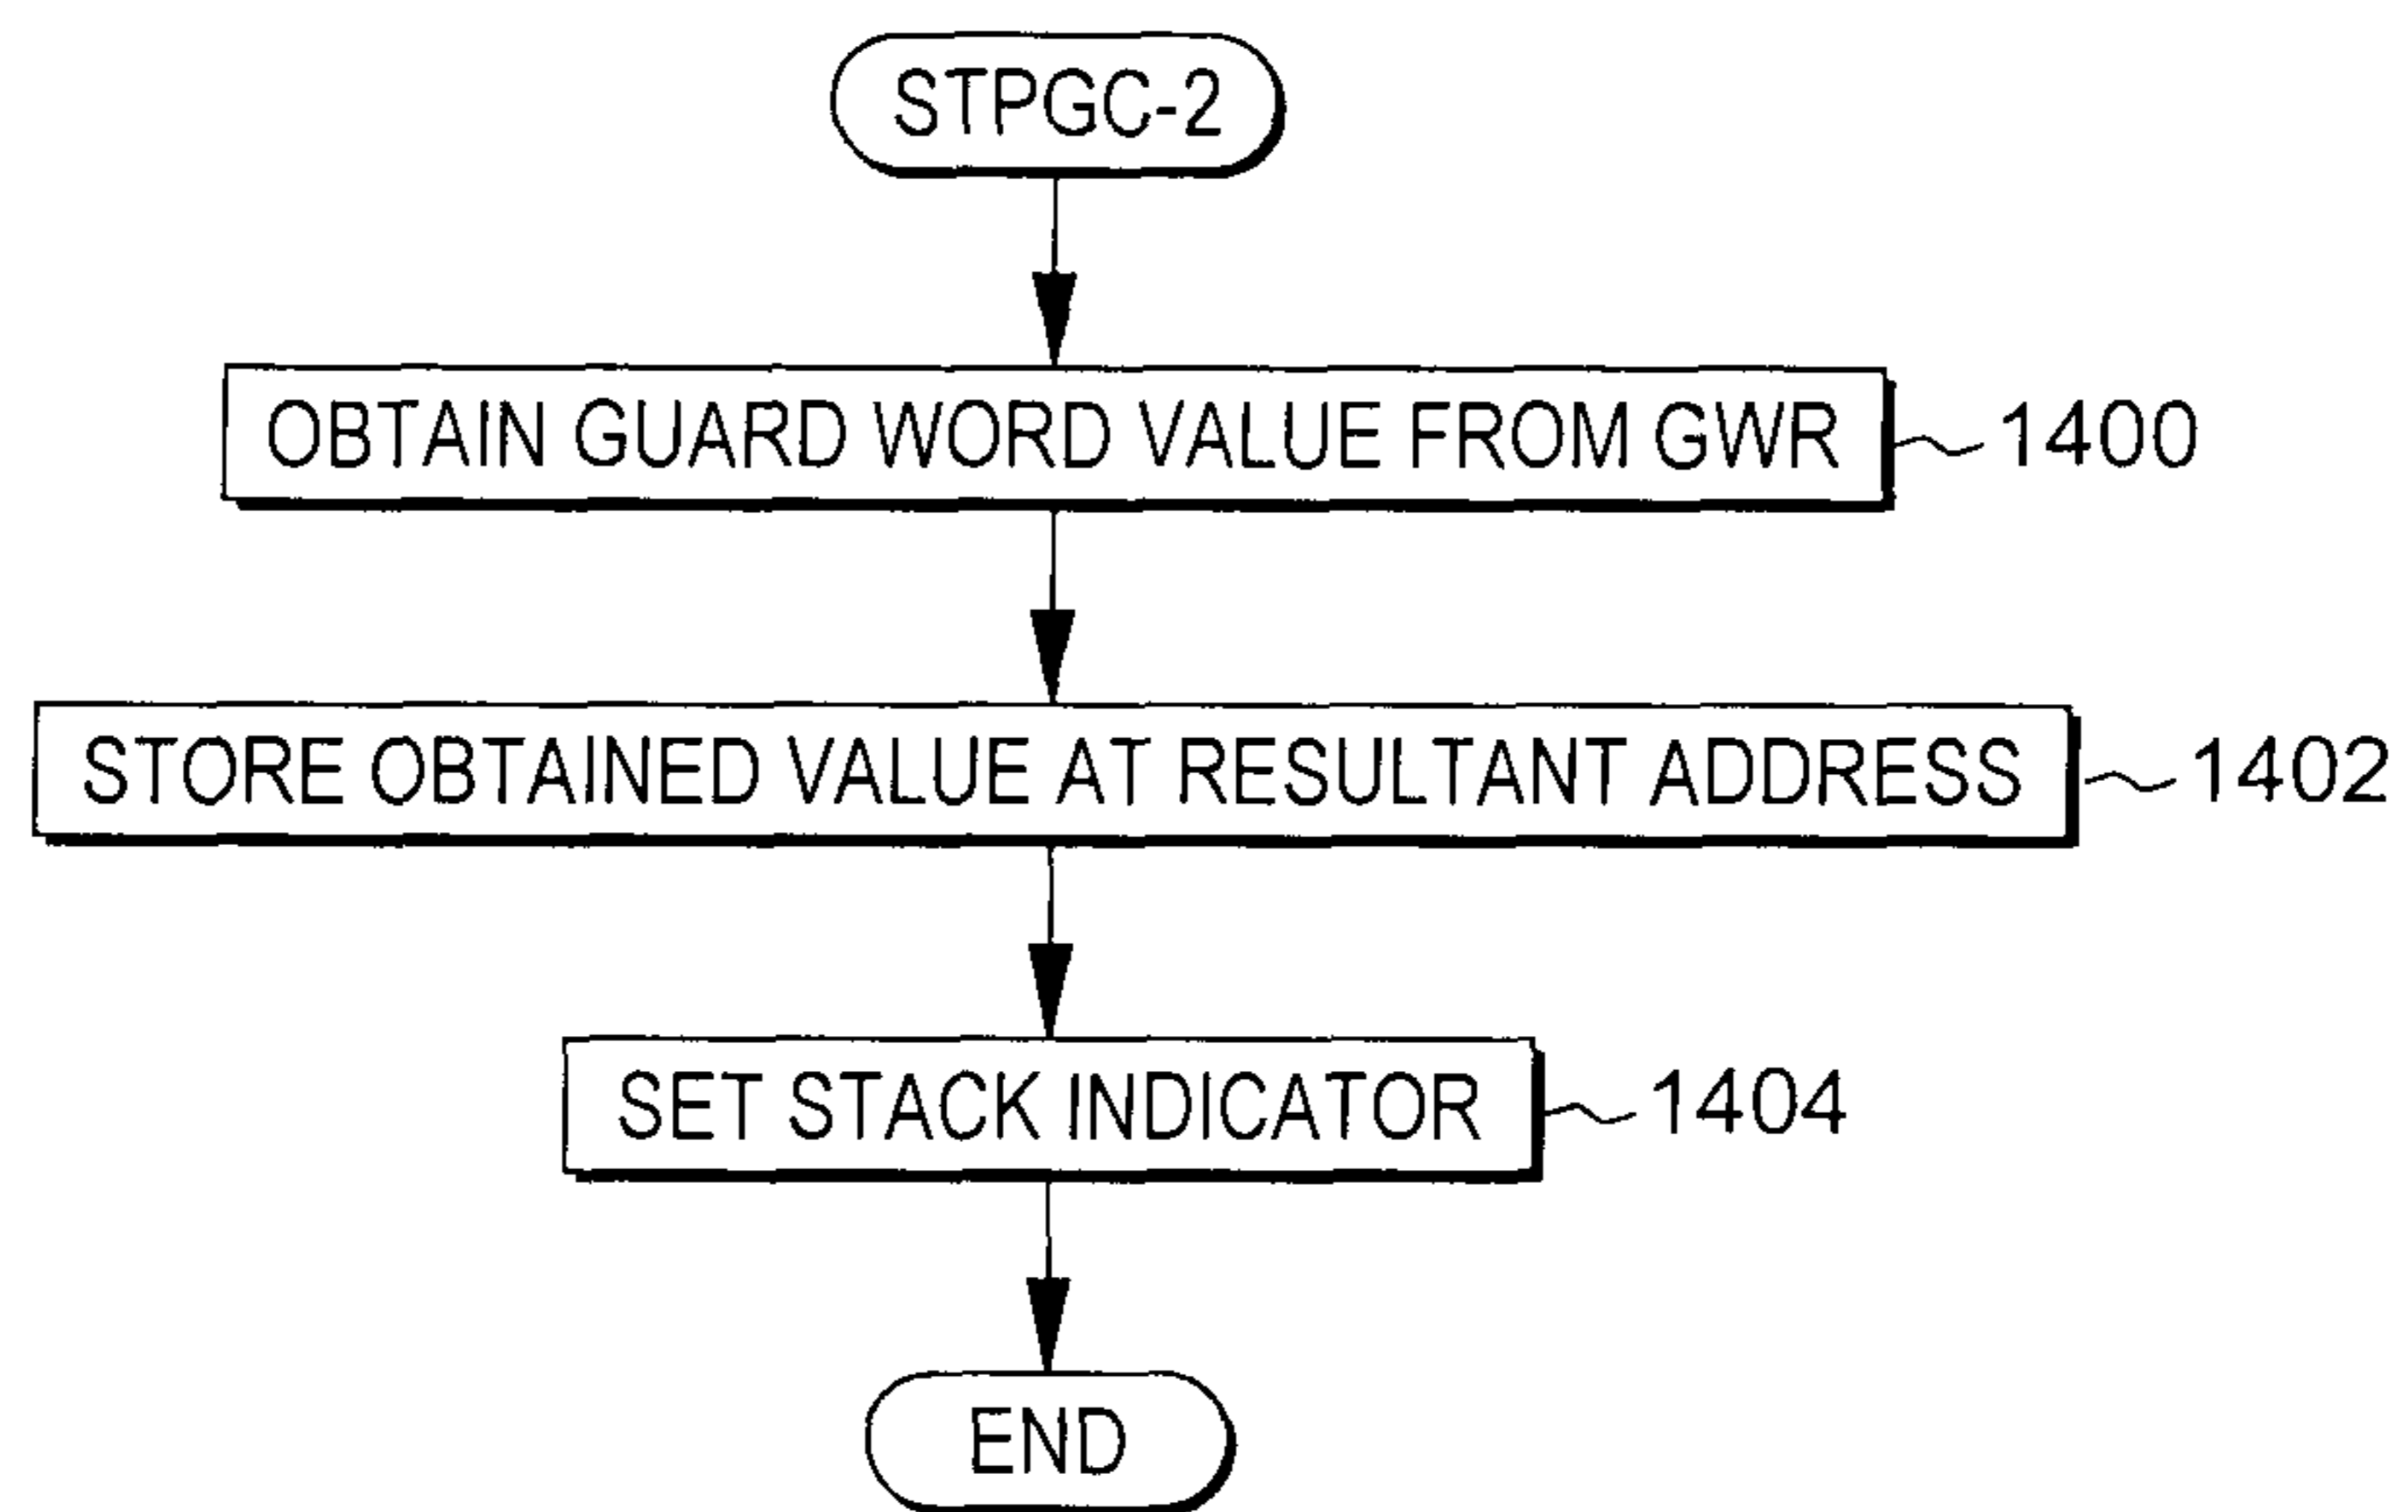 STPGC-2
OBTAIN GUARD WORD VALUE FROM GWR
1400
STORE OBTAINED VALUE AT RESULTANT ADDRESS
1402
SET STACK INDICATOR
1404
END